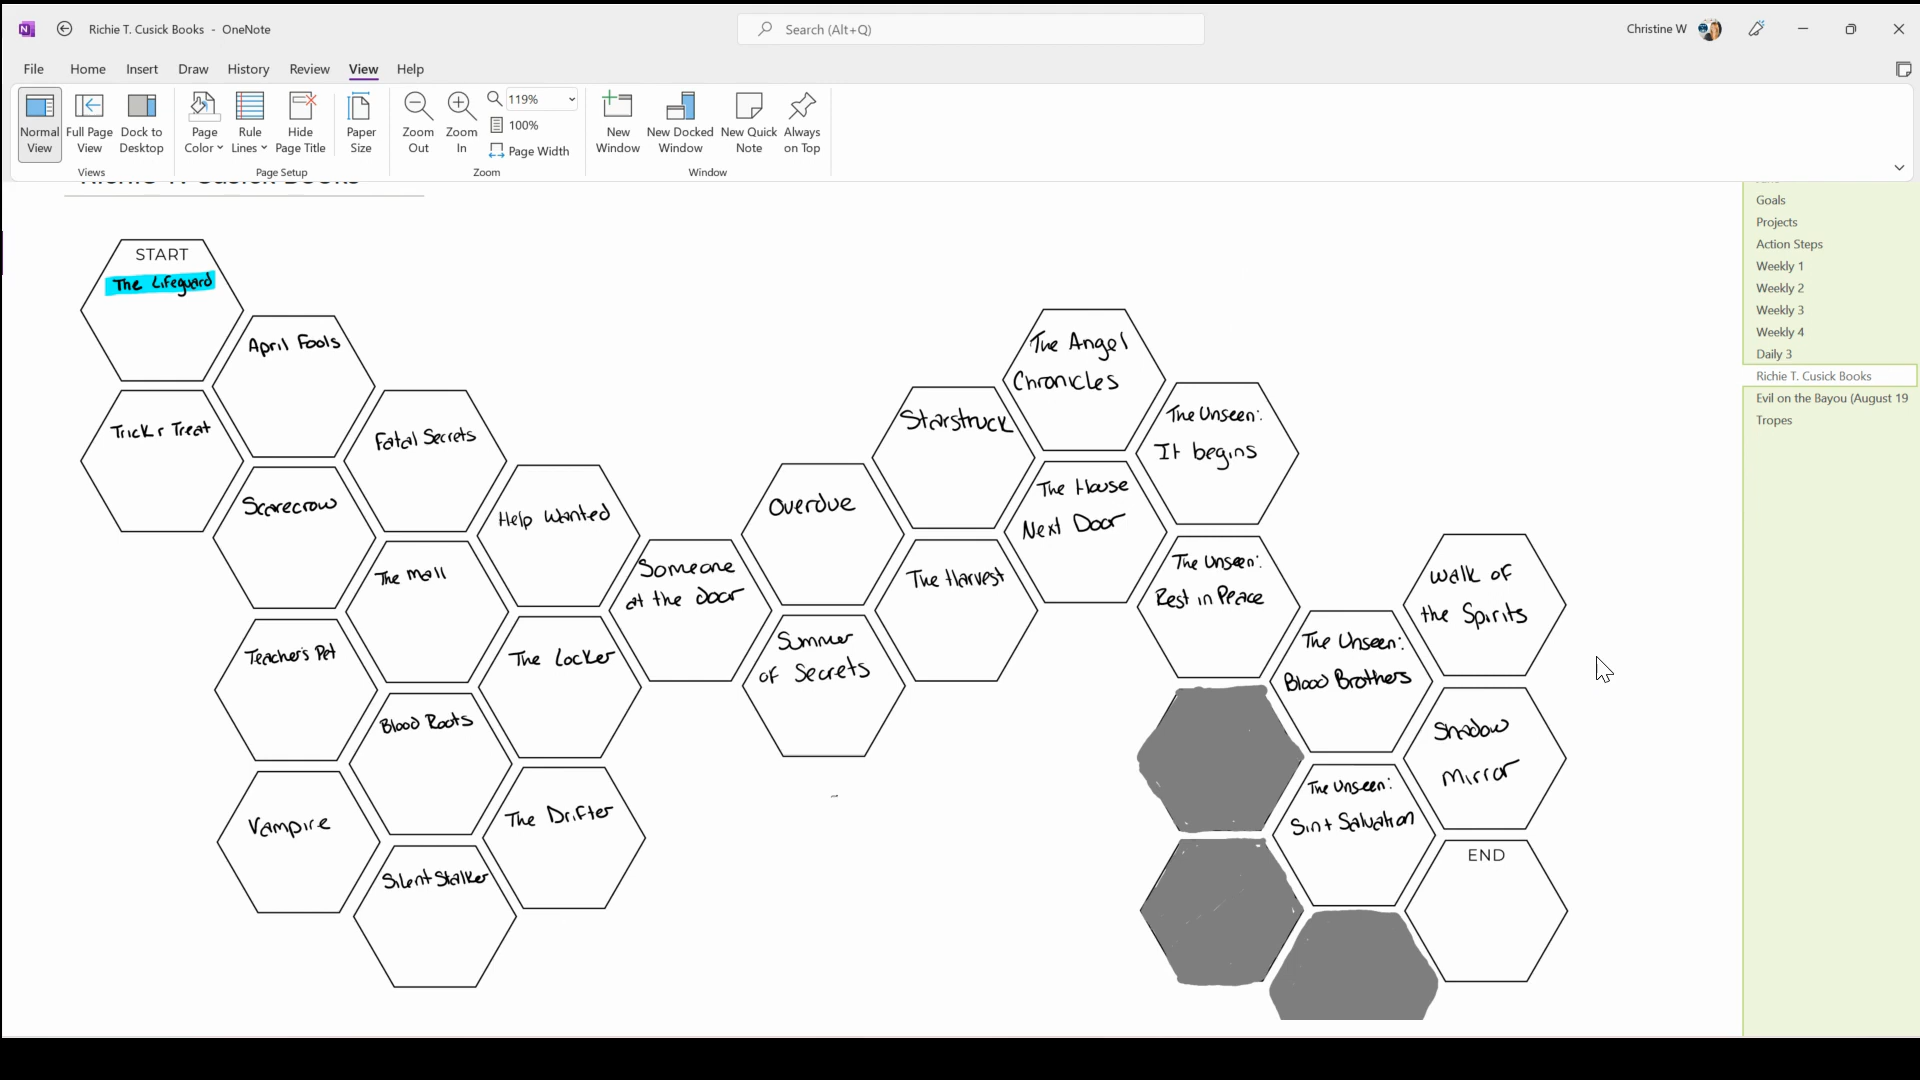 Richie T. Cusick Books - OneNote
Search (Alt+Q)
Christine W
File Home Insert Draw History Review View Help
Normal View
Full Page View
Dock to Desktop
Views
Page Color
Rule Lines
Hide Page Title
Paper Size
Page Setup
Zoom Out
Zoom In
119%
100%
Page Width
Zoom
New Window
New Docked Window
New Quick Note
Always on Top
Window
Richie T. Cusick Books
START
The Lifeguard
April Fools
Trick r Treat
Fatal Secrets
Scarecrow
Help Wanted
The Mall
Teacher's Pet
The Locker
Blood Roots
Vampire
The Drifter
Silent Stalker
Someone
at the door
Overdue
Summer
of Secrets
Starstruck
The Harvest
The Angel
Chronicles
The House
Next Door
The Unseen:
It begins
The Unseen:
Rest in Peace
The Unseen:
Blood Brothers
The Unseen:
Sin + Salvation
Walk of
the Spirits
Shadow
Mirror
END
Goals
Projects
Action Steps
Weekly 1
Weekly 2
Weekly 3
Weekly 4
Daily 3
Richie T. Cusick Books
Evil on the Bayou (August 19
Tropes